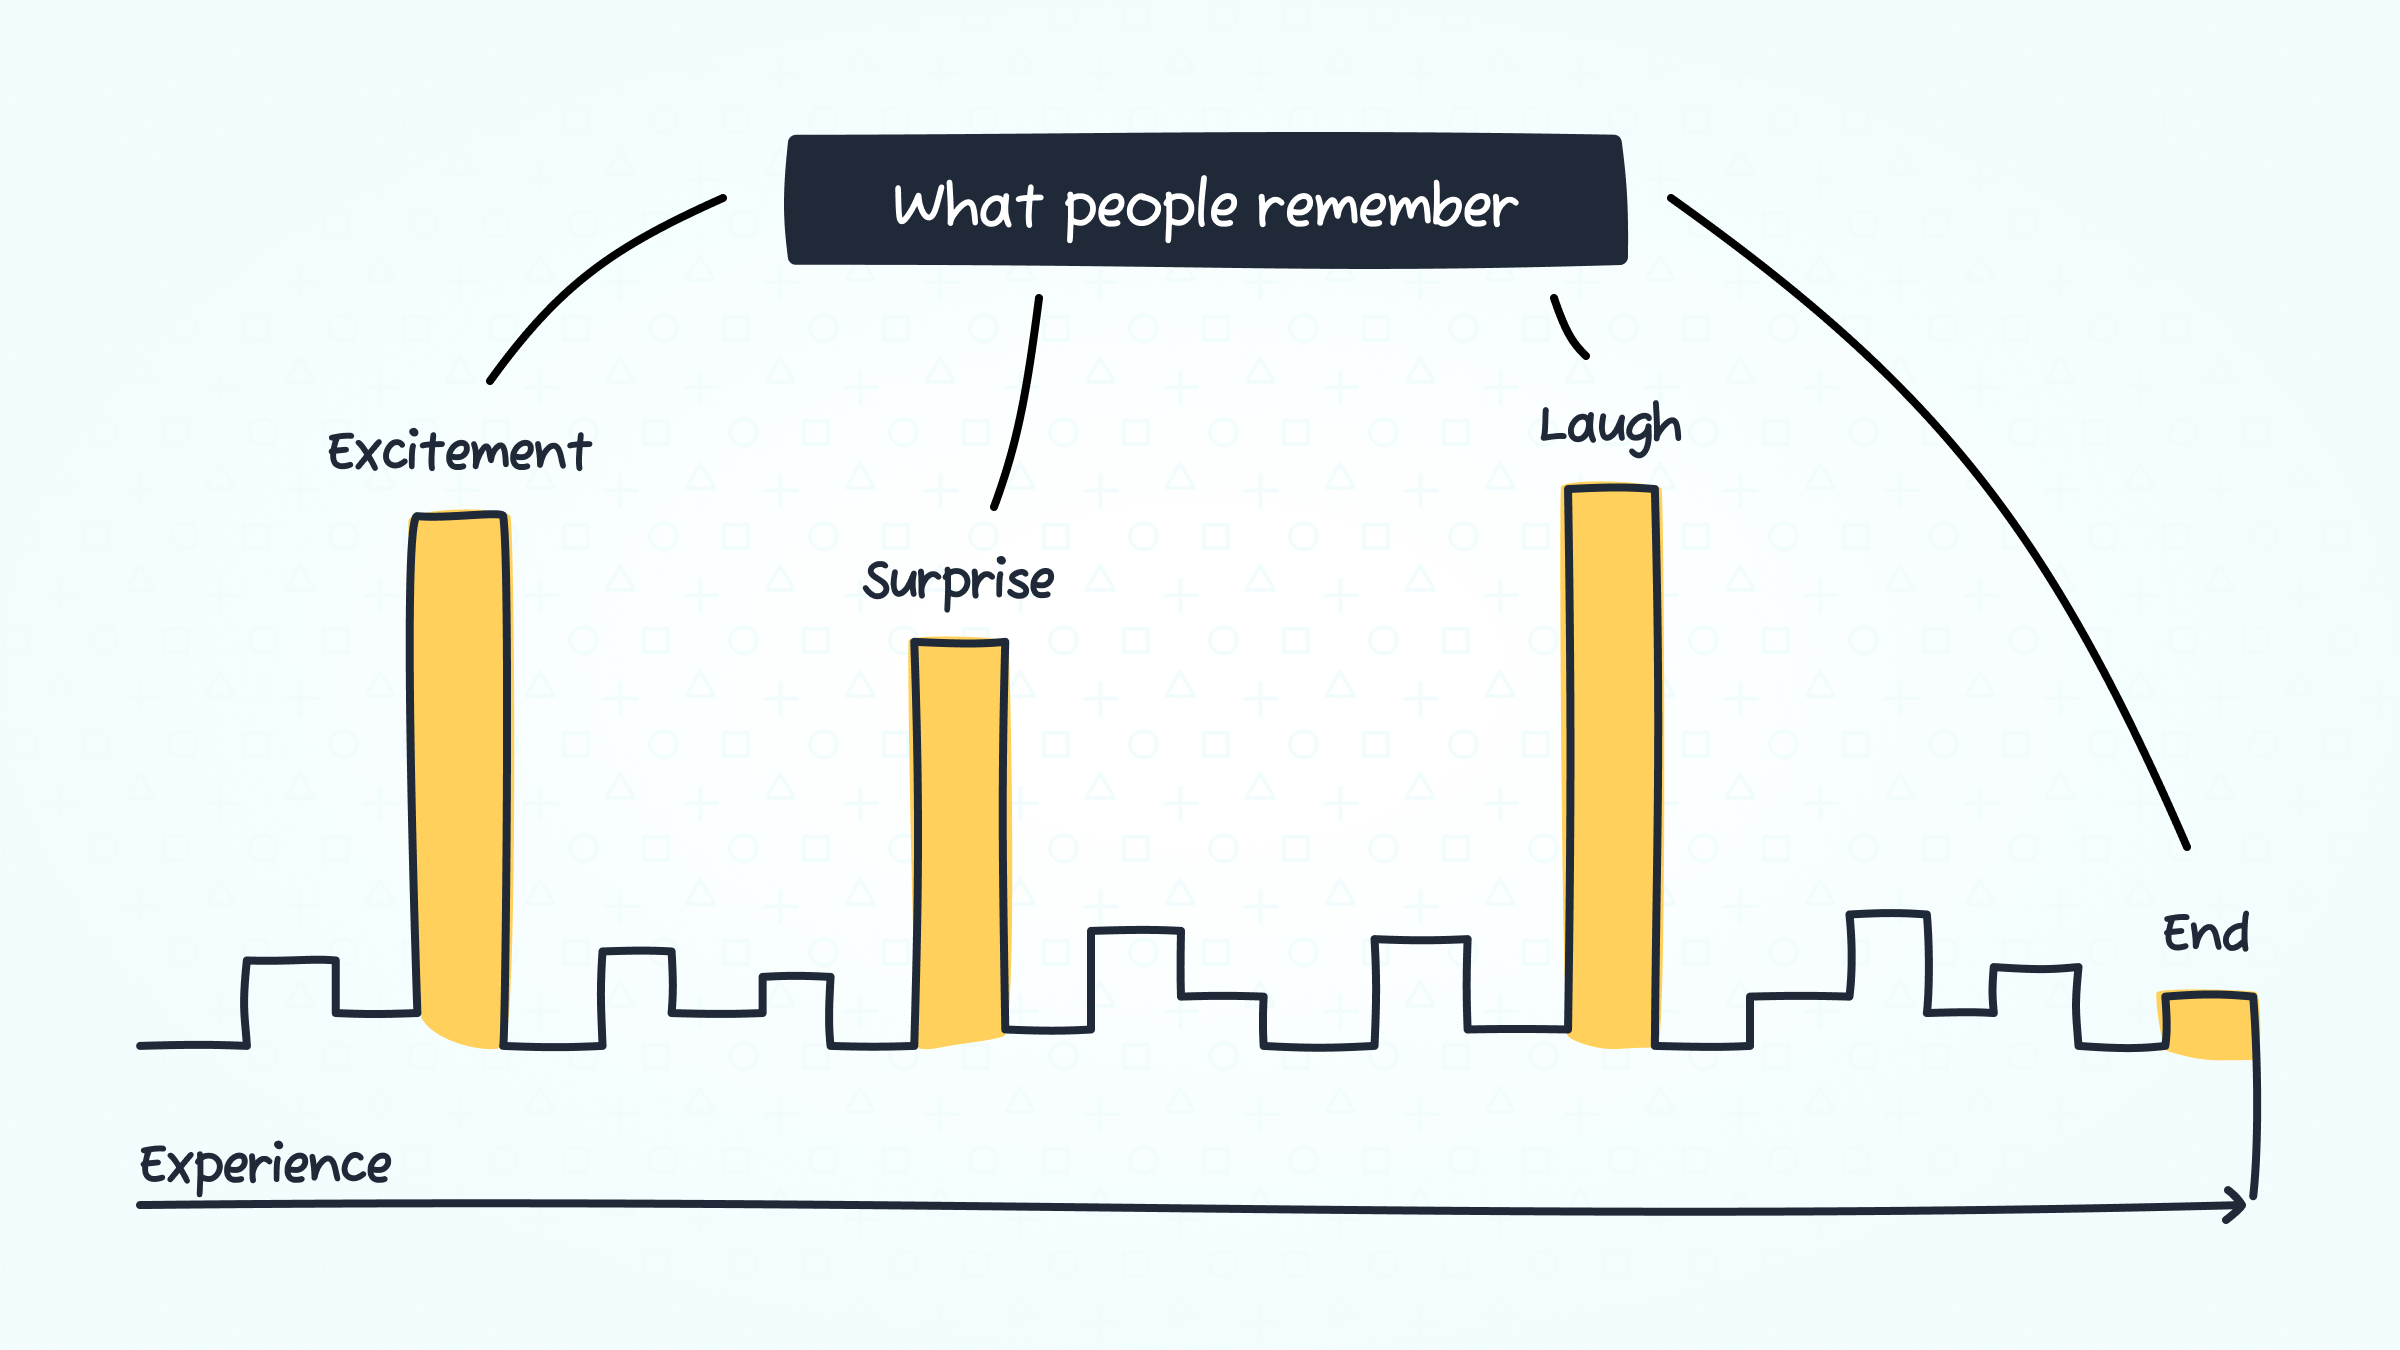 What people remember
Excitement
Laugh
Surprise
End
Experience